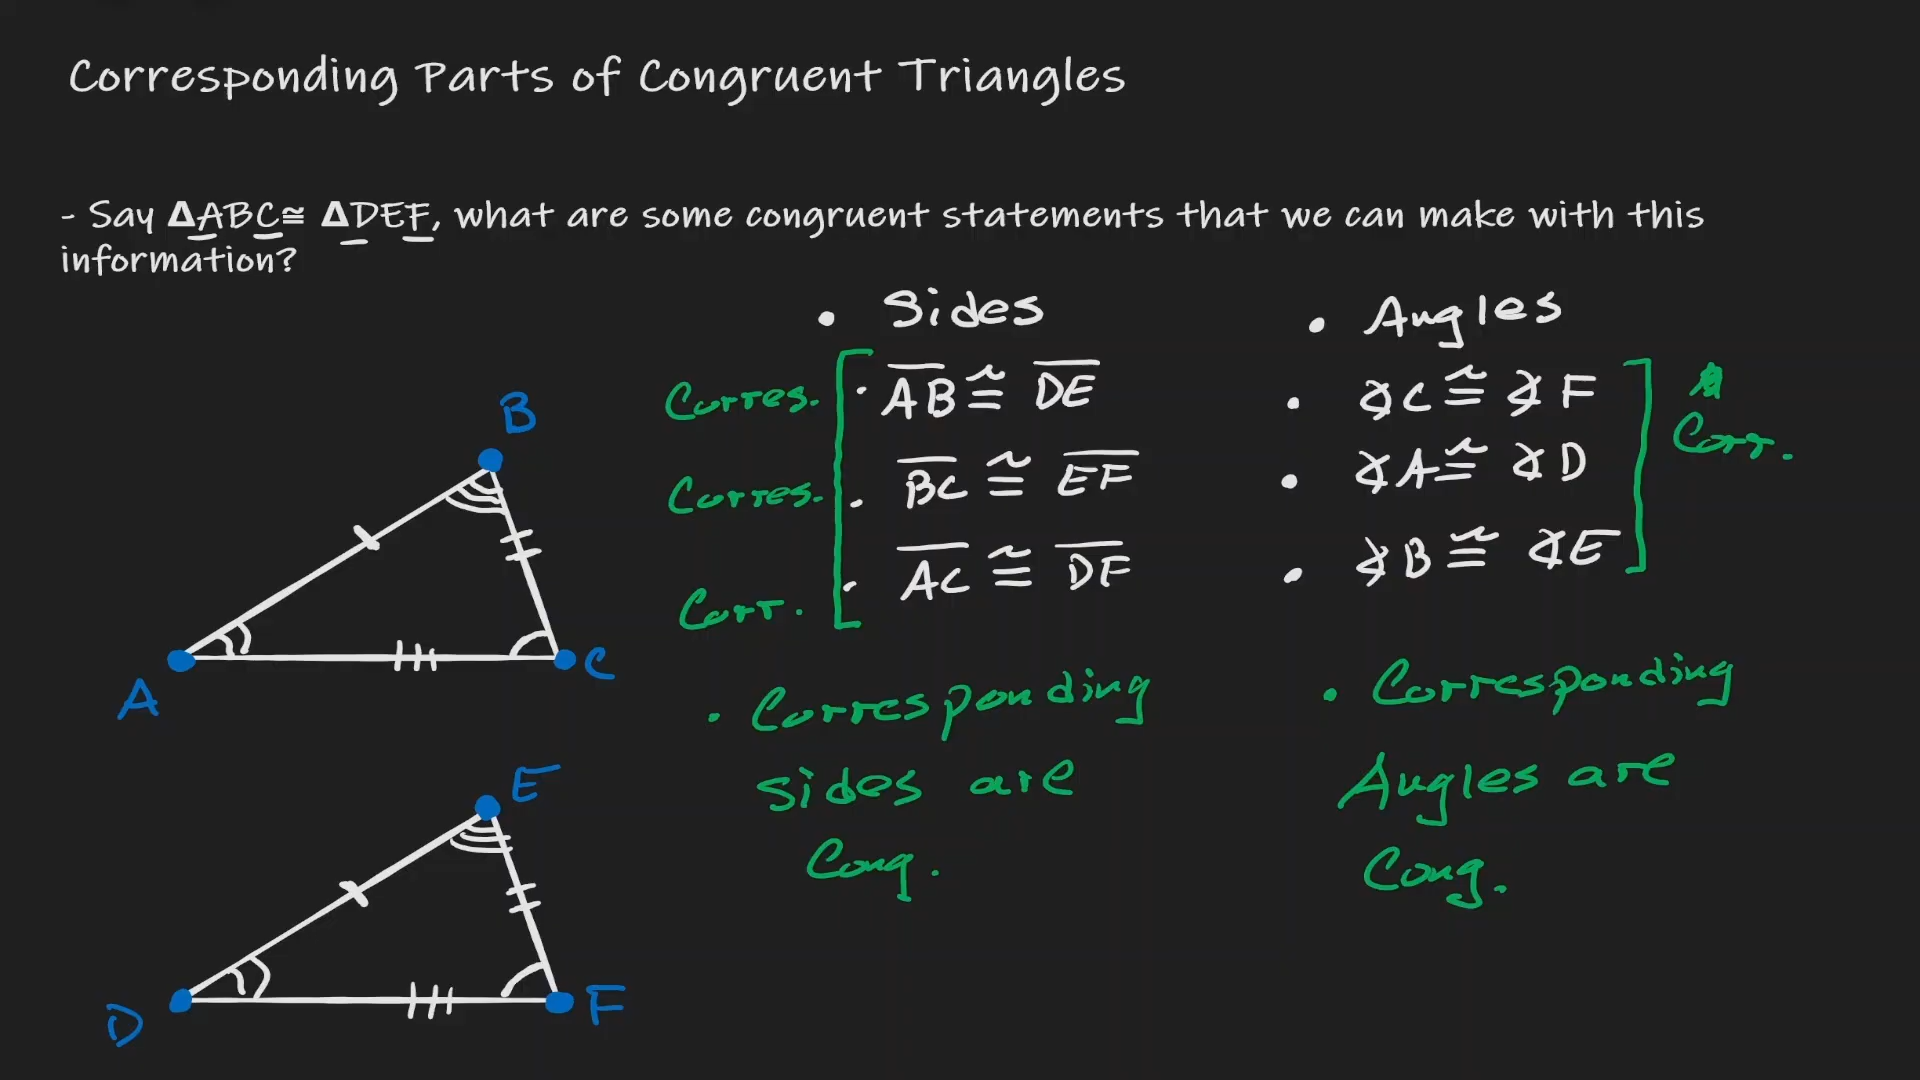 Corresponding Parts of Congruent Triangles
- Say ΔABC≅ ΔDEF, what are some congruent statements that we can make with this
information?
• Sides
• Angles
Corres.
· AB ≅ DE
• ∢C ≅ ∢F
Corr.
Corres.
· BC ≅ EF
• ∢A ≅ ∢D
Corr.
· AC ≅ DF
• ∢B ≅ ∢E
B
A
C
E
D
F
· Corresponding
sides are
Cong.
· Corresponding
Angles are
Cong.